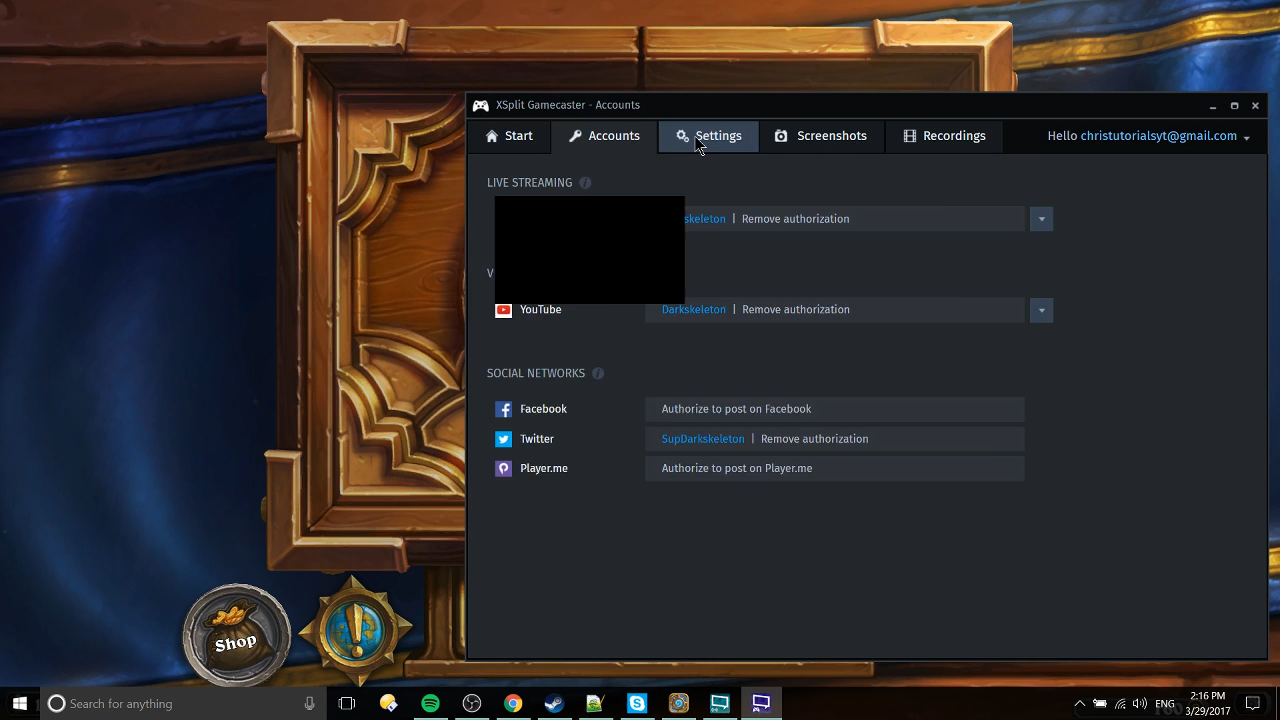 XSplit Gamecaster - Accounts
Start Accounts Settings Screenshots Recordings Hello christutorialsyt@gmail.com
LIVE STREAMING
skeleton | Remove authorization
V
YouTube Darkskeleton | Remove authorization
SOCIAL NETWORKS
Facebook Authorize to post on Facebook
Twitter SupDarkskeleton | Remove authorization
Player.me Authorize to post on Player.me
Shop
Search for anything
ENG
2:16 PM
3/29/2017